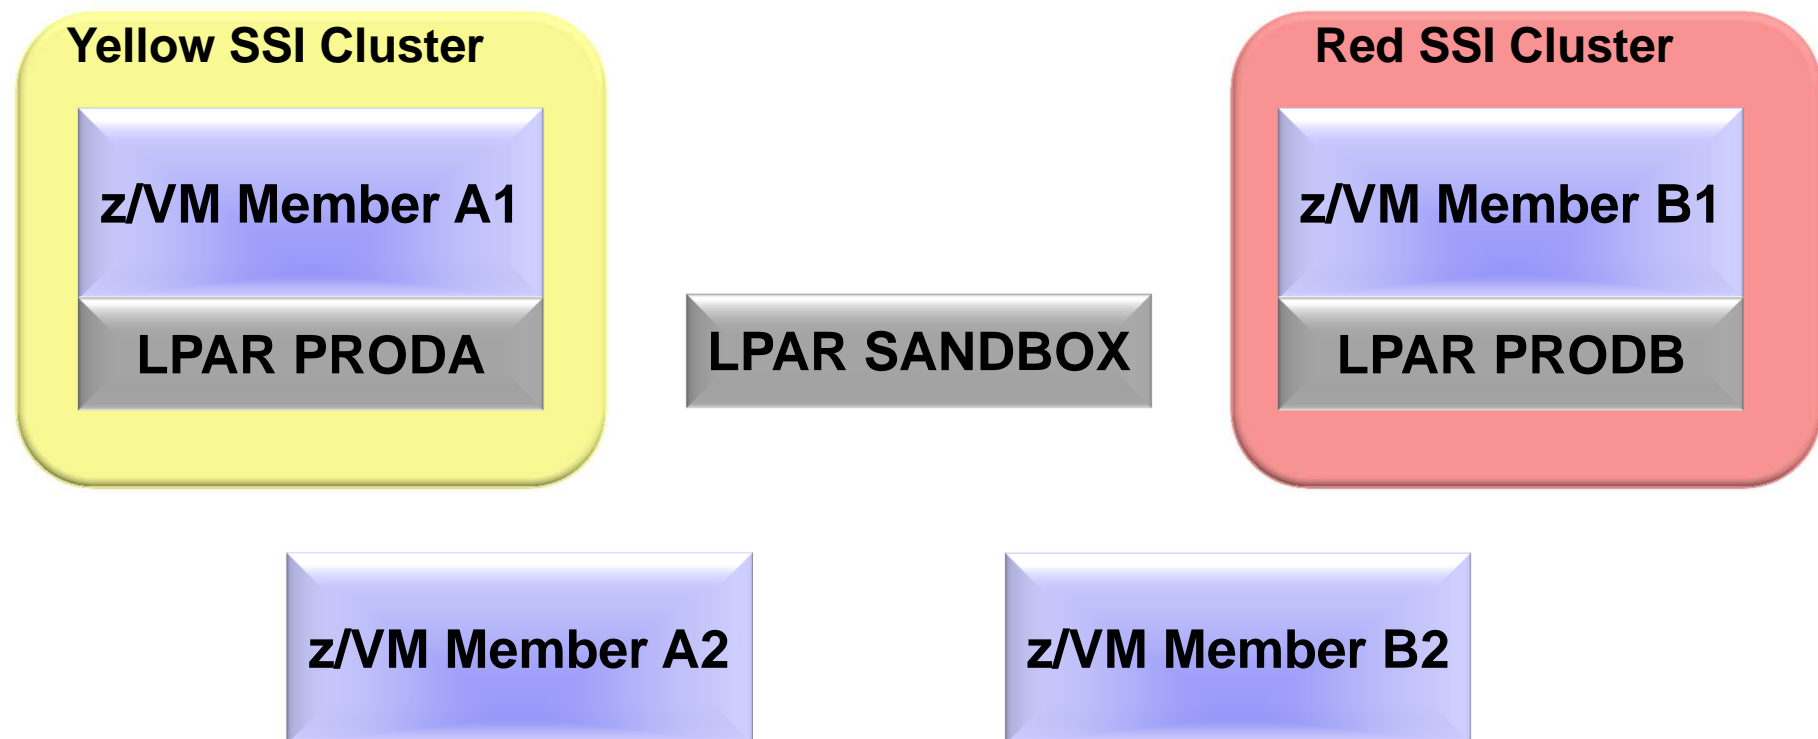 Yellow SSI Cluster
Red SSI Cluster
z/VM Member A1
z/VM Member B1
LPAR PRODA
LPAR SANDBOX
LPAR PRODB
z/VM Member A2
z/VM Member B2